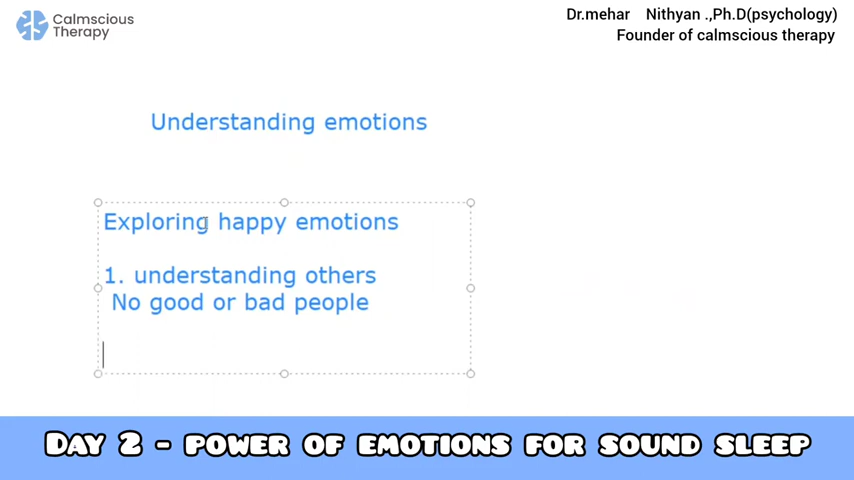 Calmscious
Therapy
Dr.mehar Nithyan .,Ph.D(psychology)
Founder of calmscious therapy
Understanding emotions
Exploring happy emotions
1. understanding others
No good or bad people
Day 2 - power of emotions for sound sleep